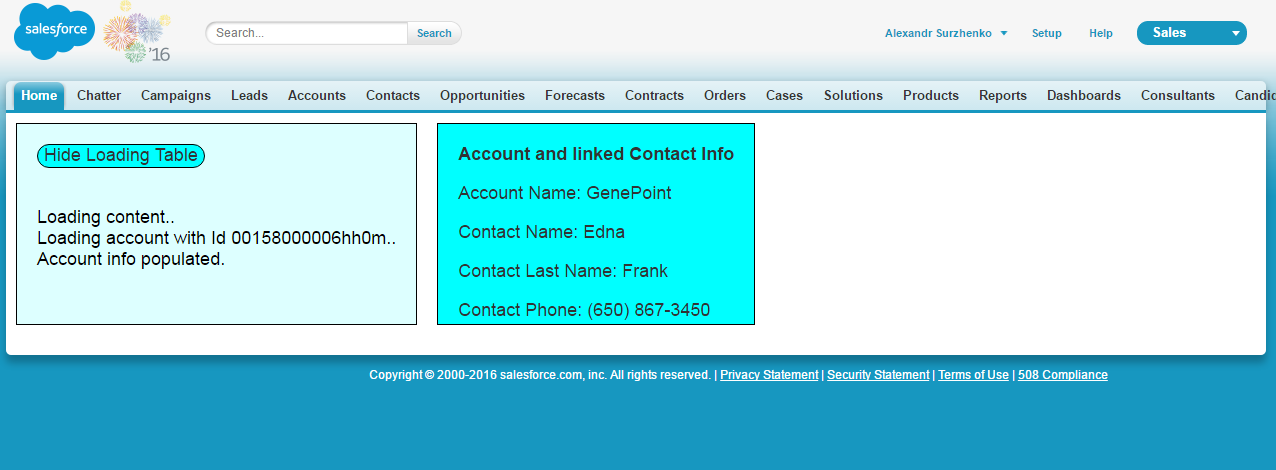 salesforce
'16
Search...
Search
Alexandr Surzhenko
Setup
Help
Sales
Home Chatter Campaigns Leads Accounts Contacts Opportunities Forecasts Contracts Orders Cases Solutions Products Reports Dashboards Consultants
Hide Loading Table
Loading content..
Loading account with Id 00158000006hh0m..
Account info populated.
Account and linked Contact Info
Account Name: GenePoint
Contact Name: Edna
Contact Last Name: Frank
Contact Phone: (650) 867-3450
Copyright © 2000-2016 salesforce.com, inc. All rights reserved. | Privacy Statement | Security Statement | Terms of Use | 508 Compliance